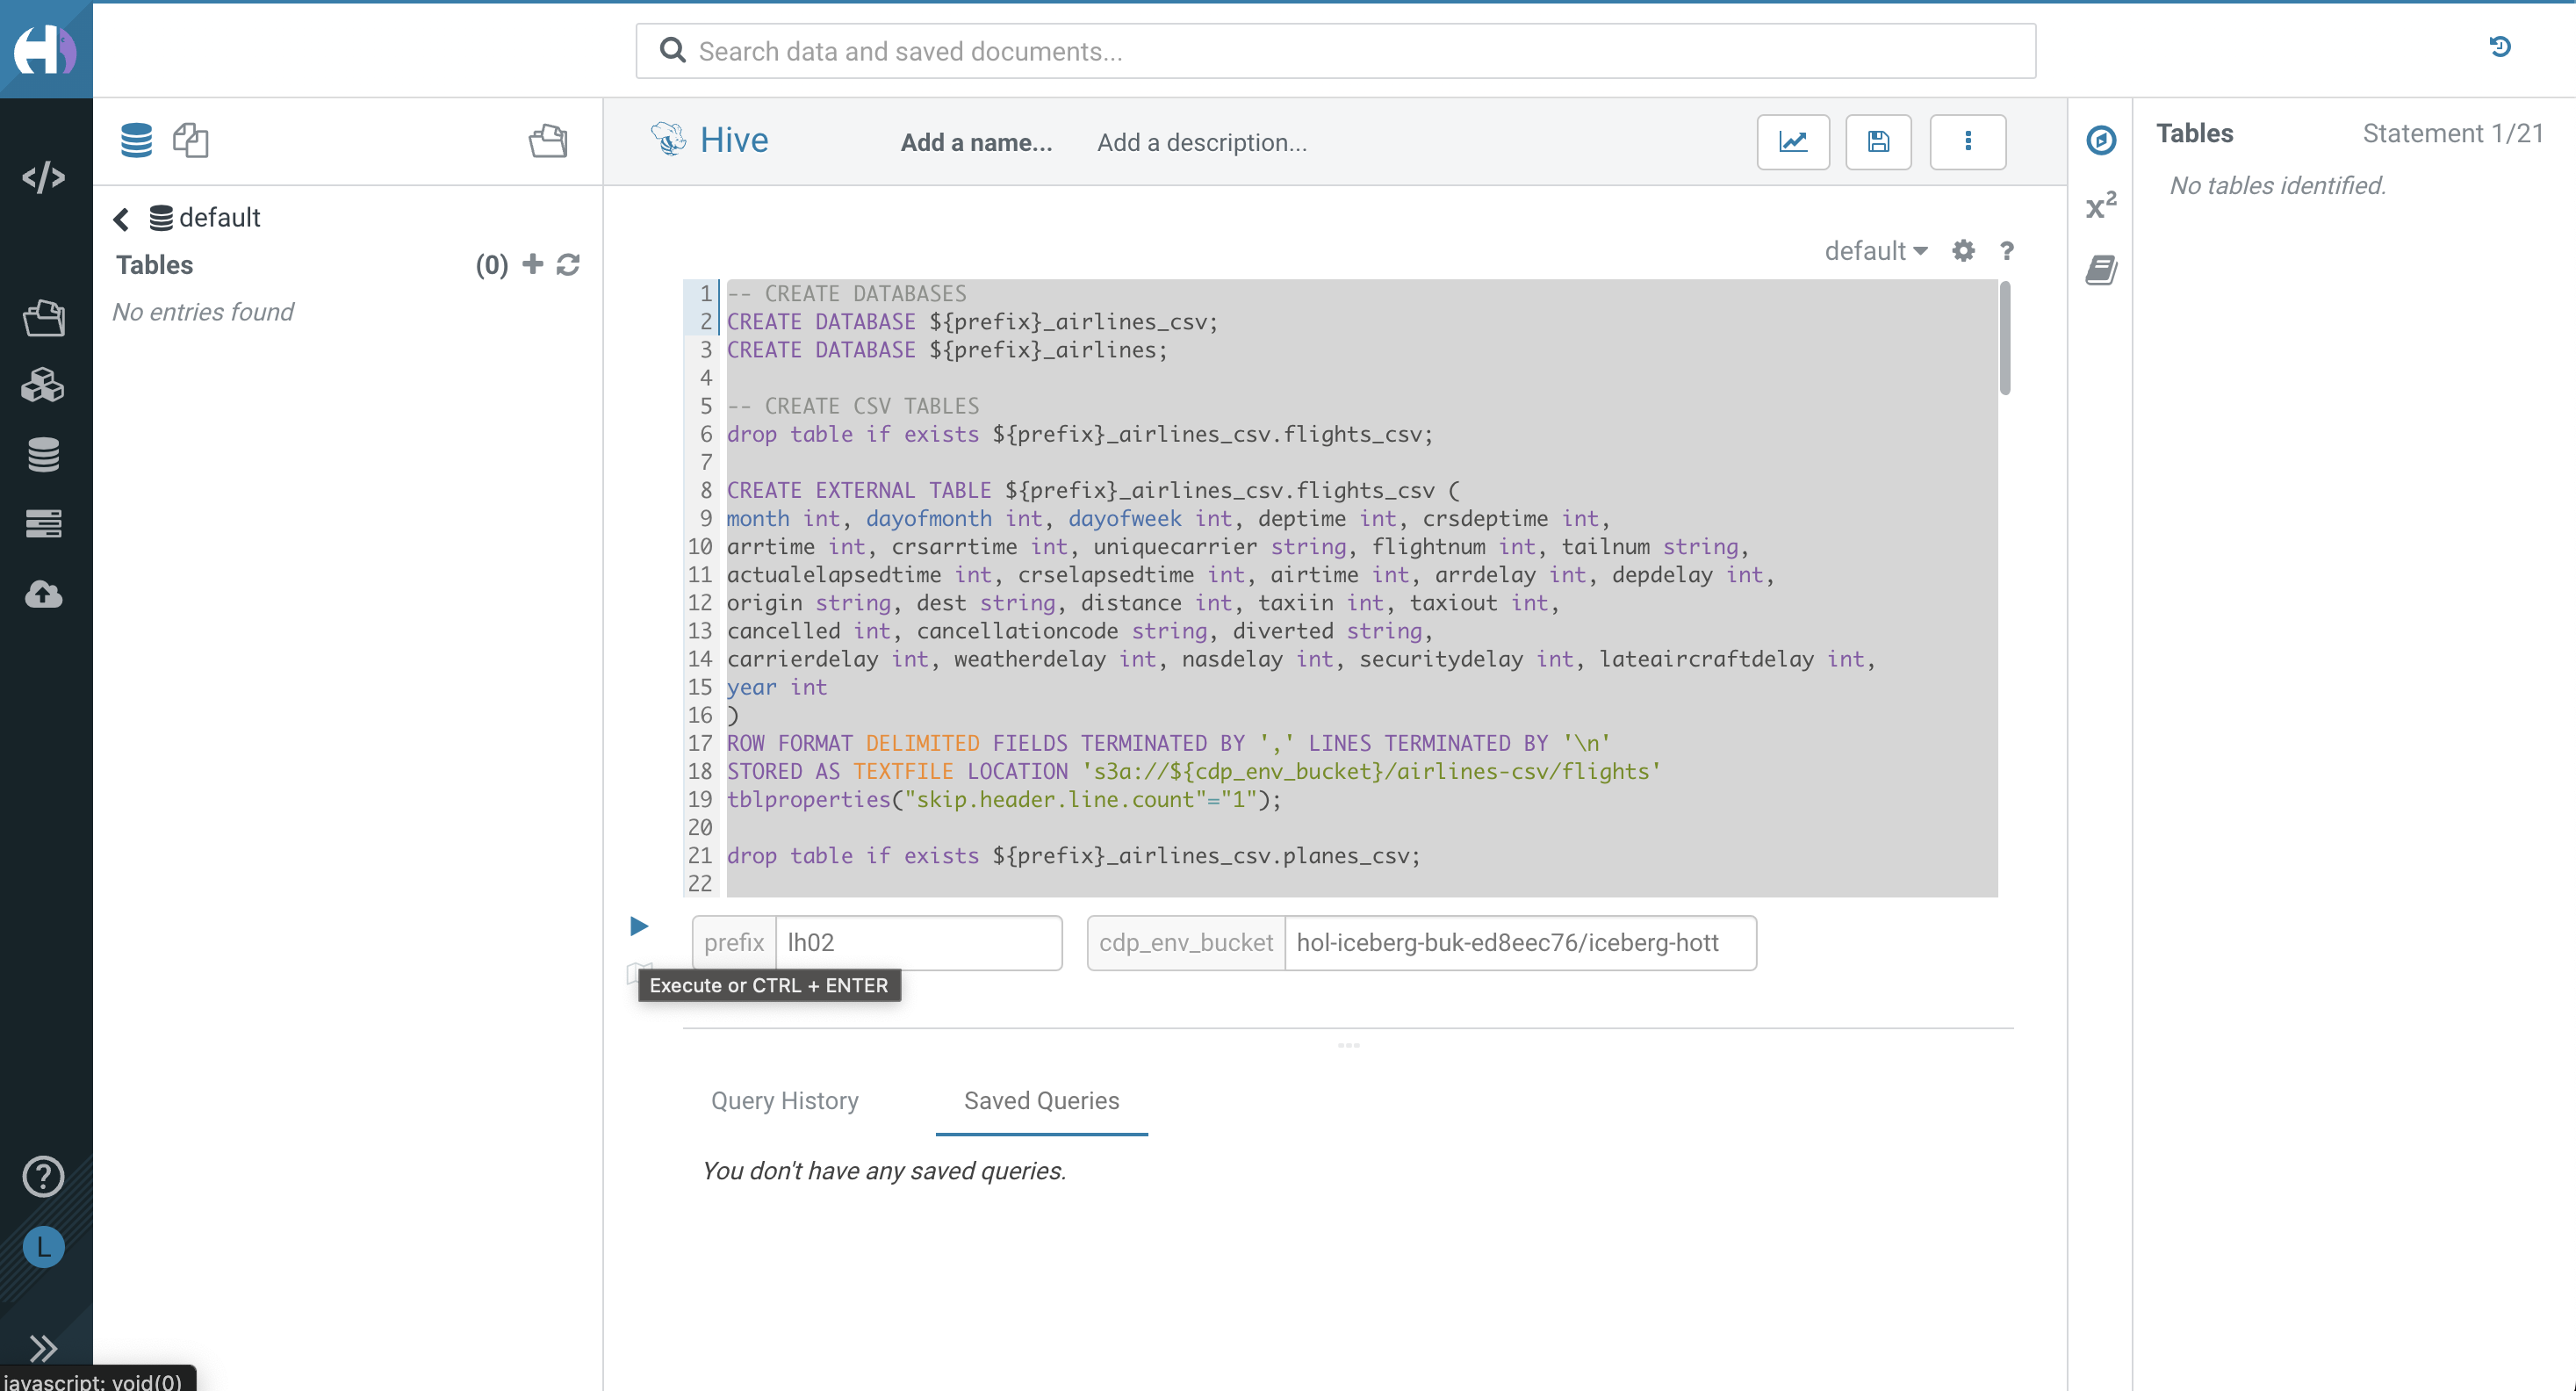 Search data and saved documents...
default
Tables (0)
No entries found
Hive Add a name... Add a description...
default ?
1 -- CREATE DATABASES
2 CREATE DATABASE ${prefix}_airlines_csv;
3 CREATE DATABASE ${prefix}_airlines;
4
5 -- CREATE CSV TABLES
6 drop table if exists ${prefix}_airlines_csv.flights_csv;
7
8 CREATE EXTERNAL TABLE ${prefix}_airlines_csv.flights_csv (
9 month int, dayofmonth int, dayofweek int, deptime int, crsdeptime int,
10 arrtime int, crsarrtime int, uniquecarrier string, flightnum int, tailnum string,
11 actualelapsedtime int, crselapsedtime int, airtime int, arrdelay int, depdelay int,
12 origin string, dest string, distance int, taxiin int, taxiout int,
13 cancelled int, cancellationcode string, diverted string,
14 carrierdelay int, weatherdelay int, nasdelay int, securitydelay int, lateaircraftdelay int,
15 year int
16 )
17 ROW FORMAT DELIMITED FIELDS TERMINATED BY ',' LINES TERMINATED BY '\n'
18 STORED AS TEXTFILE LOCATION 's3a://${cdp_env_bucket}/airlines-csv/flights'
19 tblproperties("skip.header.line.count"="1");
20
21 drop table if exists ${prefix}_airlines_csv.planes_csv;
22
prefix lh02 cdp_env_bucket hol-iceberg-buk-ed8eec76/iceberg-hott
Execute or CTRL + ENTER
Query History Saved Queries
You don't have any saved queries.
Tables Statement 1/21
No tables identified.
x²
?
L
javascript: void(0)